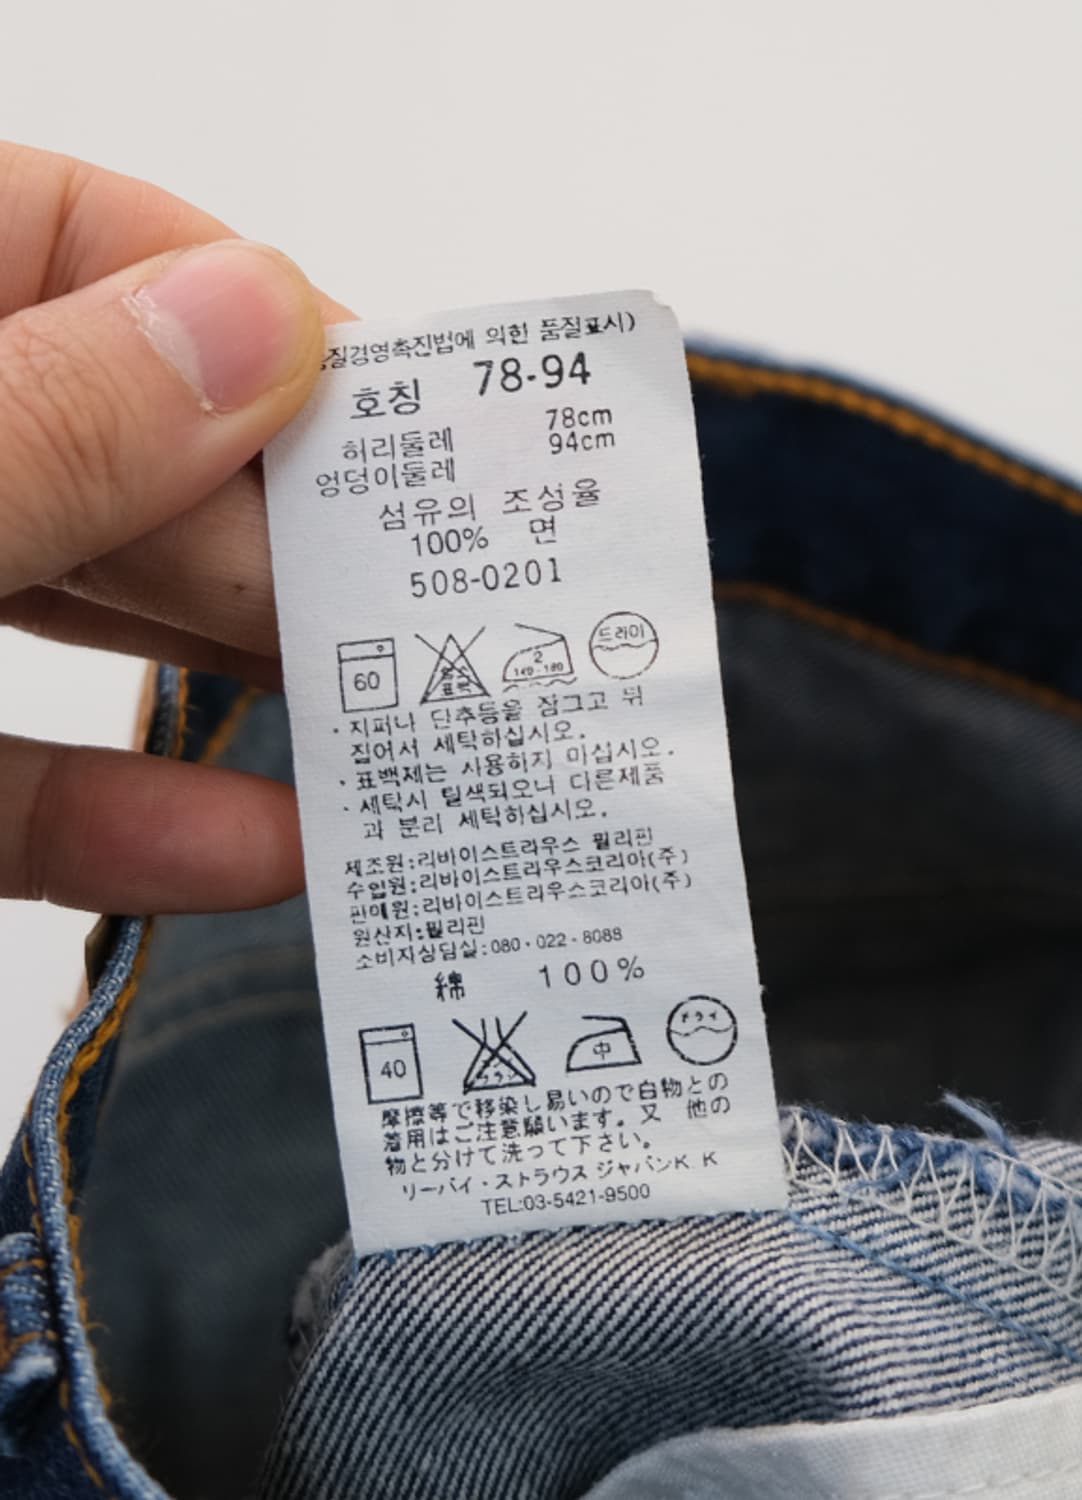 질경영촉진법에 의한 품질표시)
호칭 78-94
허리둘레 78cm
엉덩이둘레 94cm
섬유의 조성율
100% 면
508-0201
60
염소
표백
2
140-160
드라이
· 지퍼나 단추등을 잠그고 뒤
집어서 세탁하십시오.
· 표백제는 사용하지 마십시오.
· 세탁시 탈색되오니 다른제품
과 분리 세탁하십시오.
제조원:리바이스트라우스 필리핀
수입원:리바이스트라우스코리아(주)
판매원:리바이스트라우스코리아(주)
원산지:필리핀
소비자상담실:080·022·8088
綿 100%
40
中
ドライ
摩擦等で移染し易いので白物との
着用はご注意願います。又 他の
物と分けて洗って下さい。
リーバイ・ストラウス ジャパンK.K
TEL:03-5421-9500